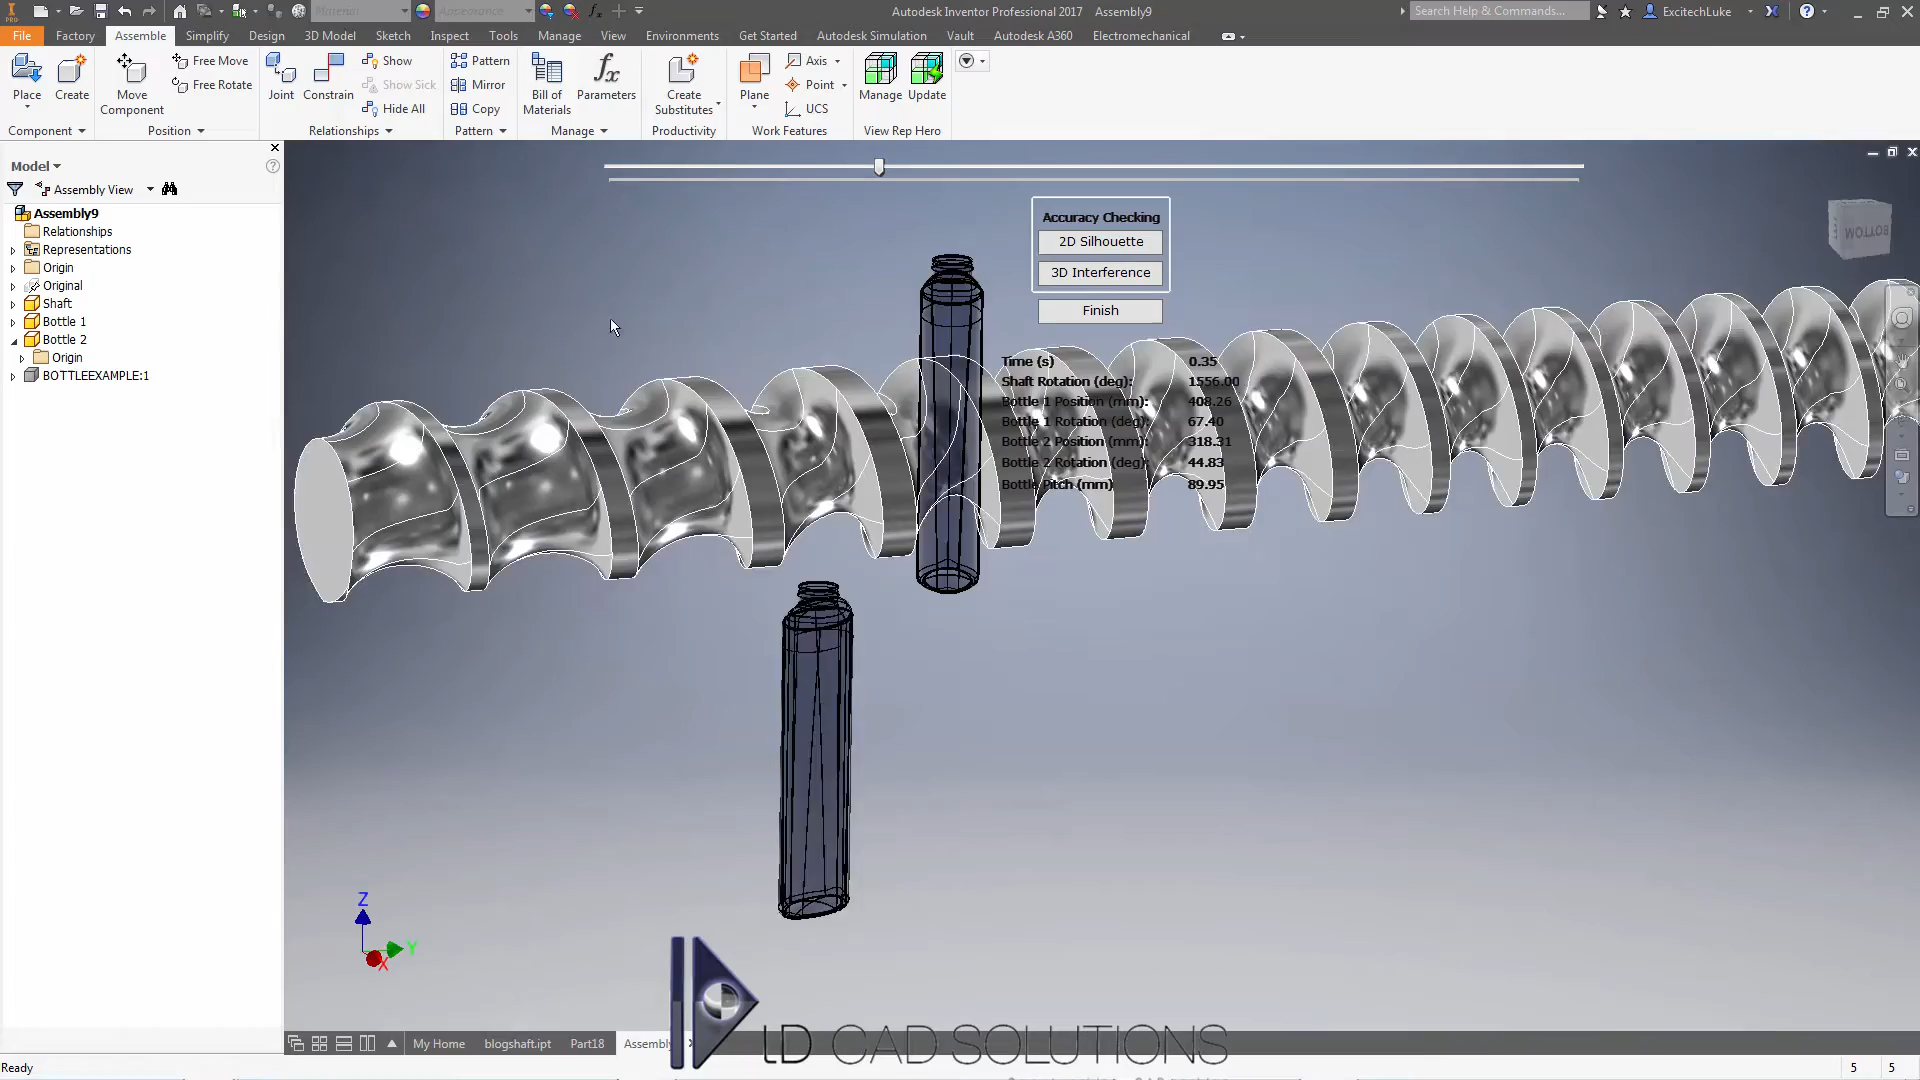 Material
Appearance
Autodesk Inventor Professional 2017 Assembly9
Search Help & Commands...
ExcitechLuke
File Factory Assemble Simplify Design 3D Model Sketch Inspect Tools Manage View Environments Get Started Autodesk Simulation Vault Autodesk A360 Electromechanical
Place
Create
Move
Component
Free Move
Free Rotate
Joint
Constrain
Show
Show Sick
Hide All
Pattern
Mirror
Copy
Bill of
Materials
Parameters
Create
Substitutes
Plane
Axis
Point
UCS
Manage
Update
Component
Position
Relationships
Pattern
Manage
Productivity
Work Features
View Rep Hero
Model
Assembly View
Assembly9
Relationships
Representations
Origin
Original
Shaft
Bottle 1
Bottle 2
Origin
BOTTLEEXAMPLE:1
Accuracy Checking
2D Silhouette
3D Interference
Finish
BOTTOM
Time (s) 0.35
Shaft Rotation (deg): 1556.00
Bottle 1 Position (mm): 408.26
Bottle 1 Rotation (deg): 67.40
Bottle 2 Position (mm): 318.31
Bottle 2 Rotation (deg): 44.83
Bottle Pitch (mm) 89.95
Z
Y
X
My Home blogshaft.ipt Part18 Assembly
LD CAD SOLUTIONS
Ready
5 5